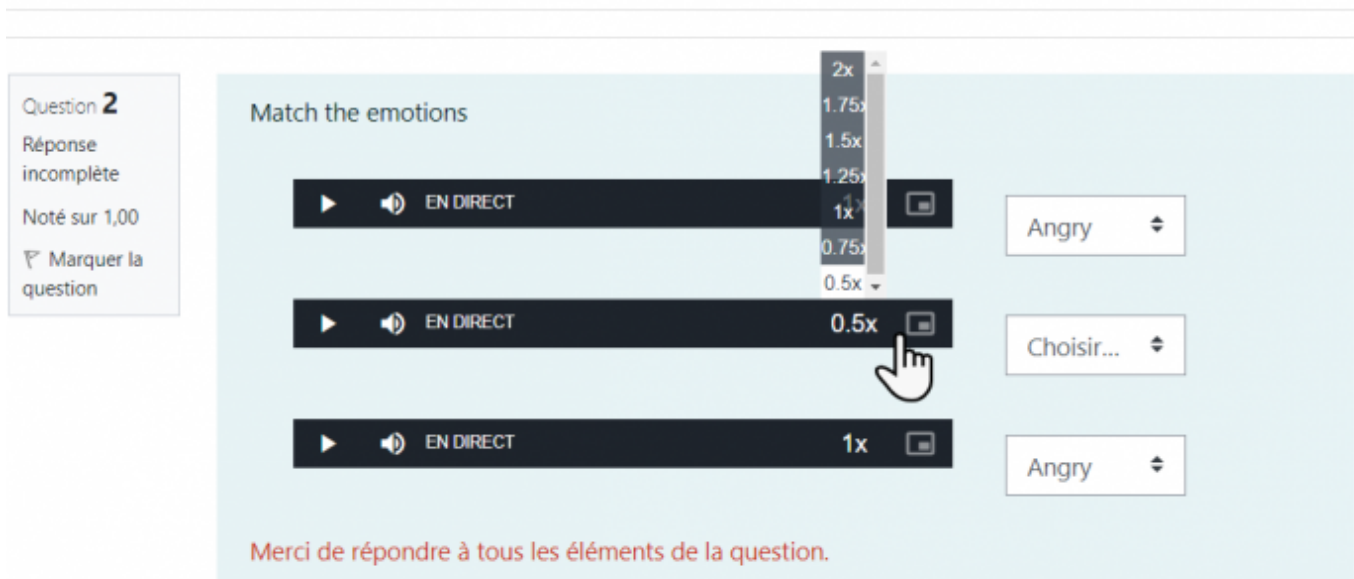 Question 2
Réponse
incomplète
Noté sur 1,00
Marquer la
question
Match the emotions
2x
1.75x
1.5x
1.25x
1x
0.75x
0.5x
EN DIRECT
1x
Angry
EN DIRECT
0.5x
Choisir...
EN DIRECT
1x
Angry
Merci de répondre à tous les éléments de la question.